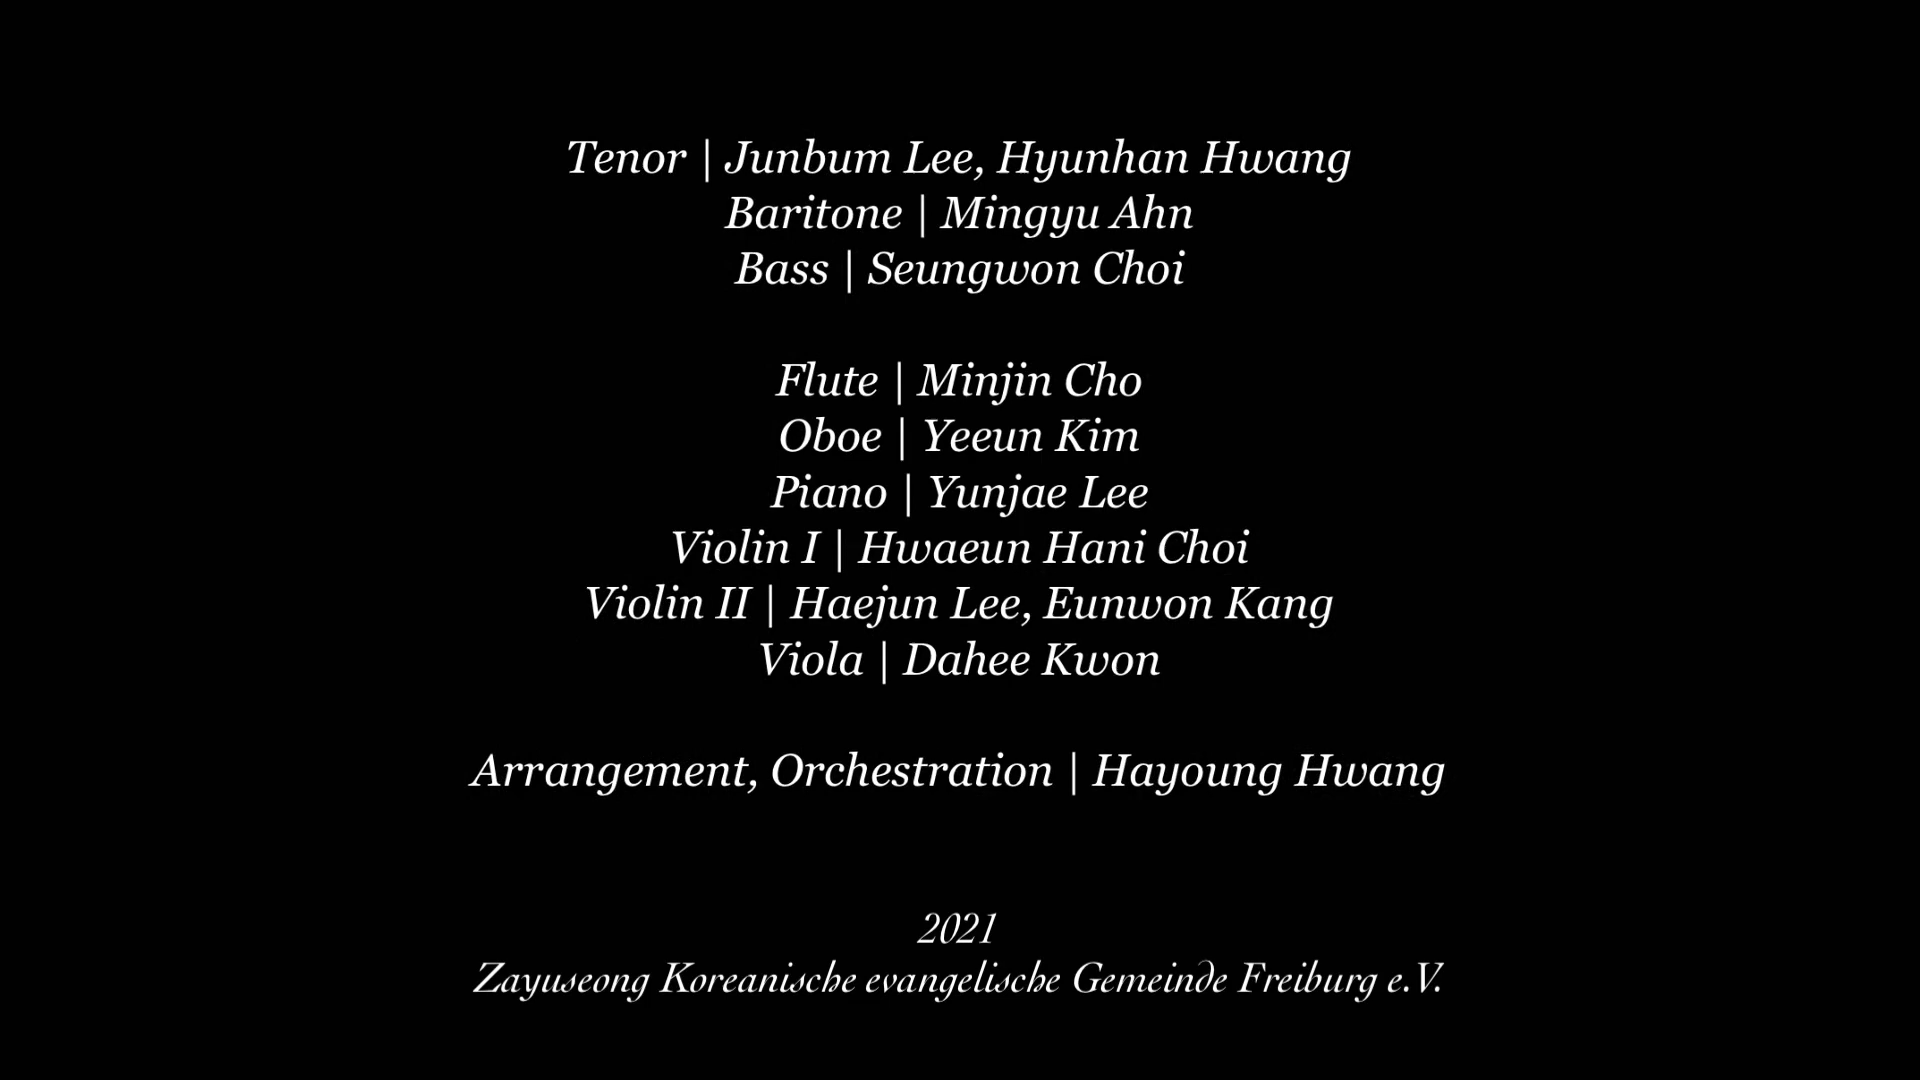 Tenor | Junbum Lee, Hyunhan Hwang
Baritone | Mingyu Ahn
Bass | Seungwon Choi
Flute | Minjin Cho
Oboe | Yeeun Kim
Piano | Yunjae Lee
Violin I | Hwaeun Hani Choi
Violin II | Haejun Lee, Eunwon Kang
Viola | Dahee Kwon
Arrangement, Orchestration | Hayoung Hwang
2021
Zayuseong Koreanische evangelische Gemeinde Freiburg e.V.